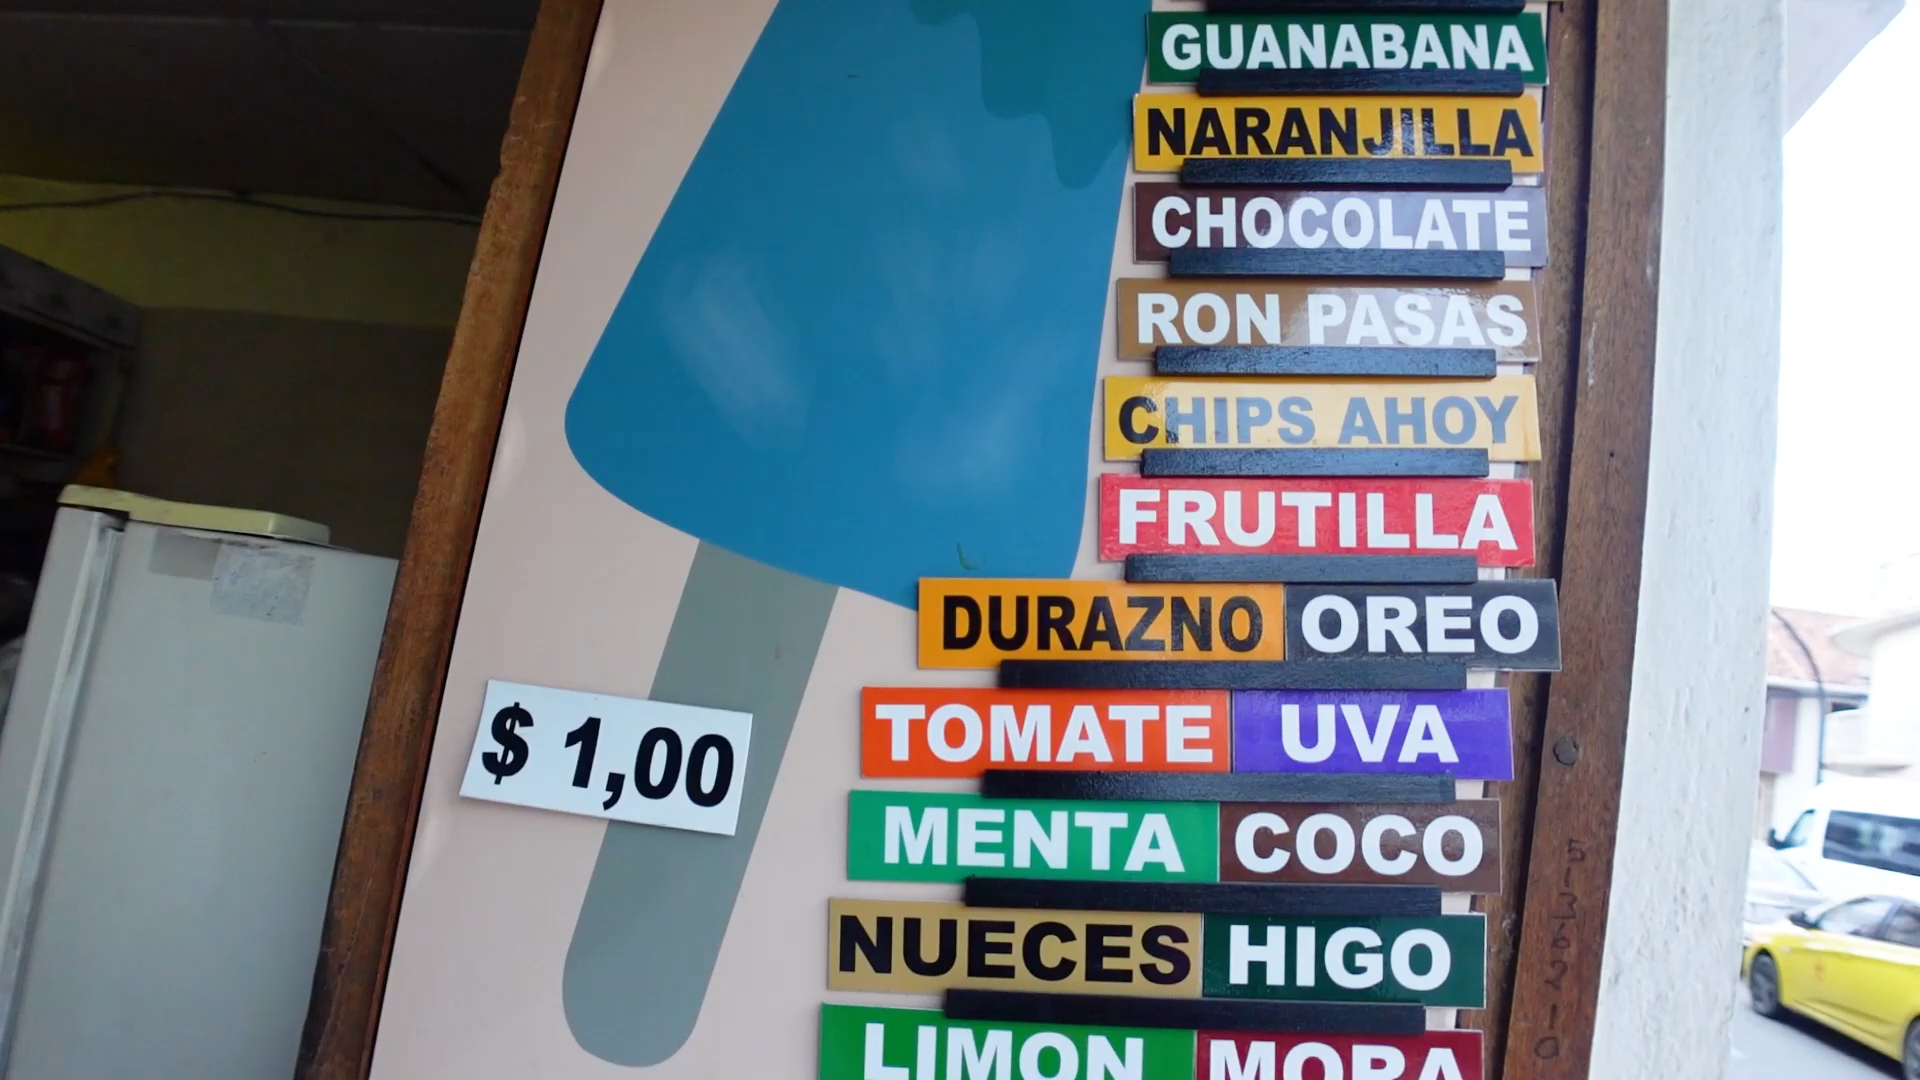 GUANABANA
NARANJILLA
CHOCOLATE
RON PASAS
CHIPS AHOY
FRUTILLA
DURAZNO OREO
TOMATE UVA
$ 1,00
MENTA COCO
NUECES HIGO
LIMON MORA